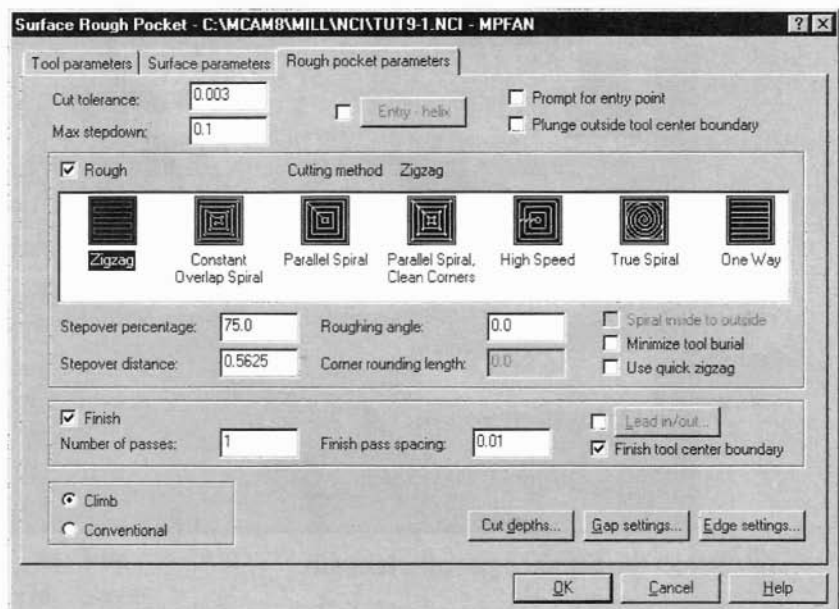 Surface Rough Pocket - C:\MCAM8\MILL\NCI\TUT9-1.NCI - MPFAN
Tool parameters
Surface parameters
Rough pocket parameters
Cut tolerance: 0.003
Max stepdown: 0.1
Entry - helix
Prompt for entry point
Plunge outside tool center boundary
Rough
Cutting method Zigzag
Zigzag
Constant
Overlap Spiral
Parallel Spiral
Parallel Spiral,
Clean Corners
High Speed
True Spiral
One Way
Stepover percentage: 75.0
Roughing angle: 0.0
Spiral inside to outside
Stepover distance: 0.5625
Corner rounding length: 0.0
Minimize tool burial
Use quick zigzag
Finish
Number of passes: 1
Finish pass spacing: 0.01
Lead in/out...
Finish tool center boundary
Climb
Conventional
Cut depths...
Gap settings...
Edge settings...
OK
Cancel
Help